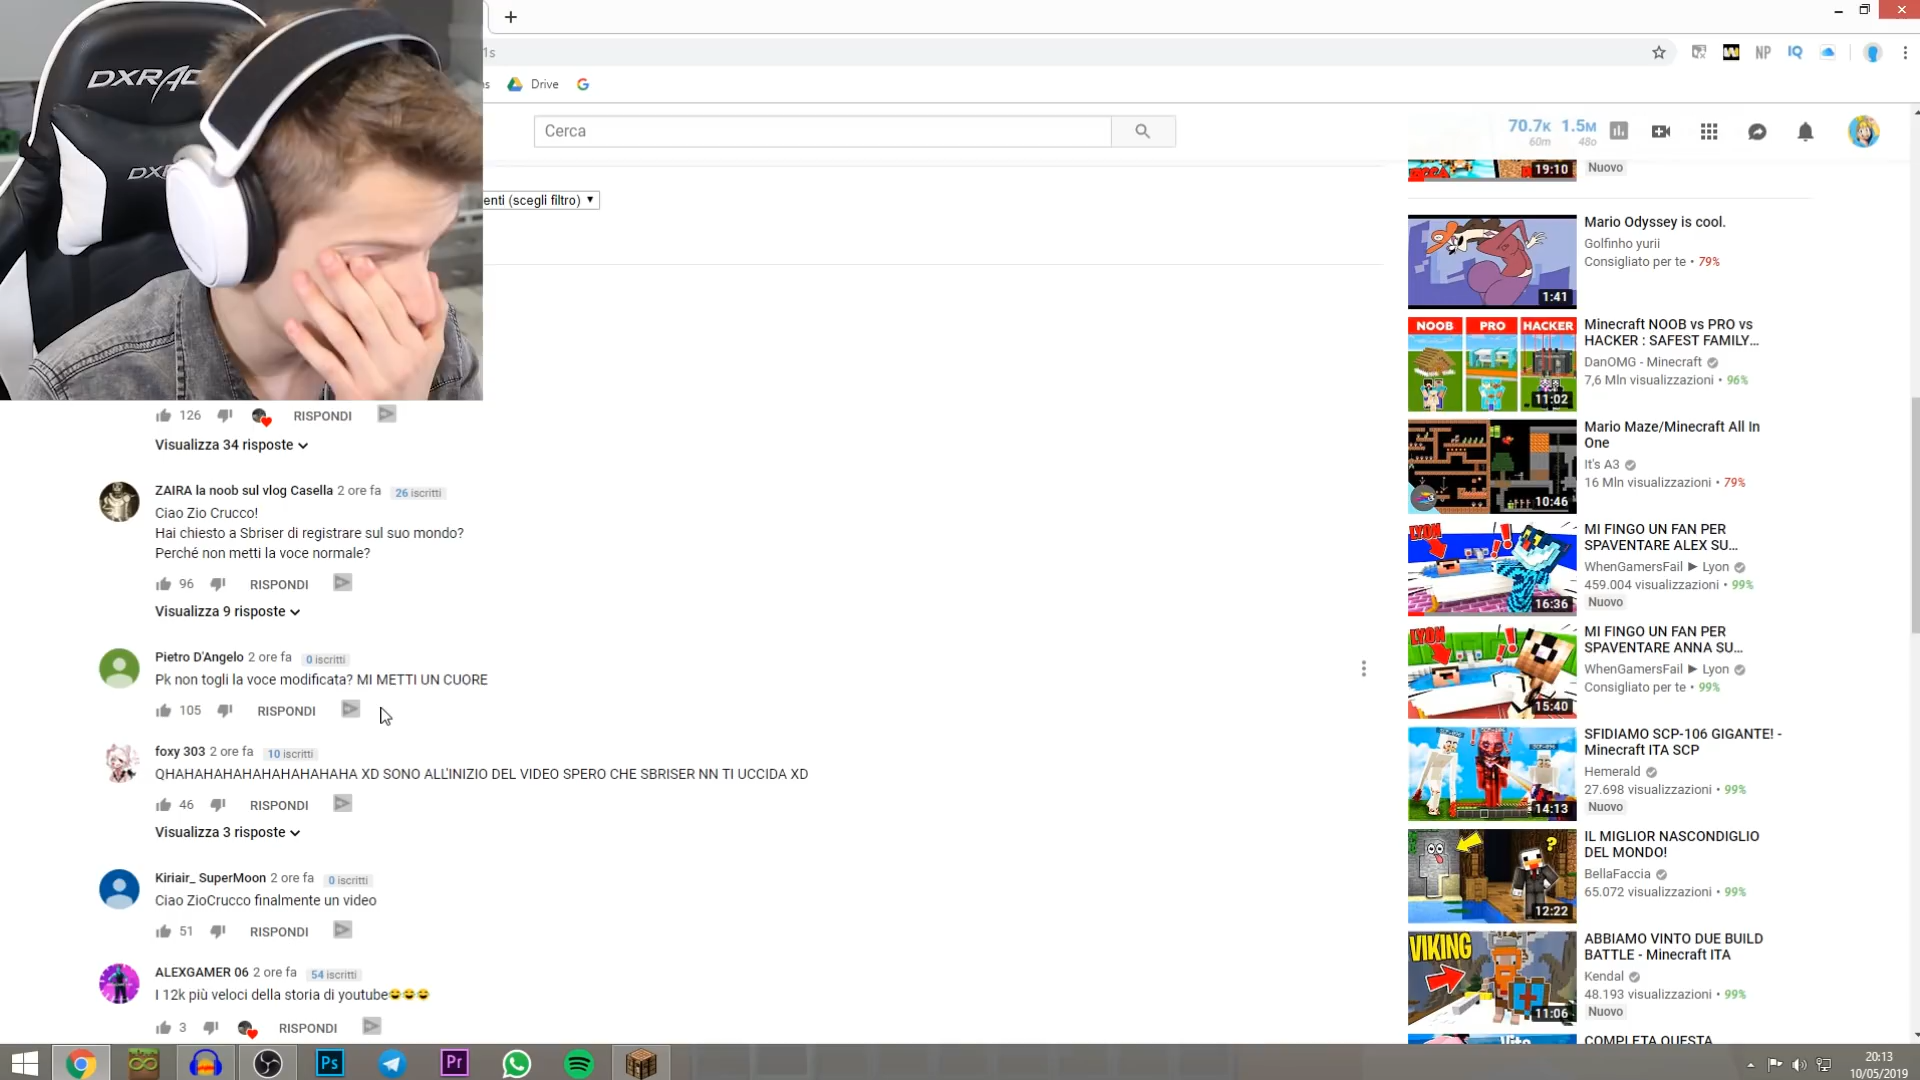 DXRAC
1s
Drive
Cerca
70.7K 1.5M
60m 48o
enti (scegli filtro) ▼
19:10
Nuovo
126 RISPONDI
Visualizza 34 risposte
ZAIRA la noob sul vlog Casella 2 ore fa 26 iscritti
Ciao Zio Crucco!
Hai chiesto a Sbriser di registrare sul suo mondo?
Perché non metti la voce normale?
96 RISPONDI
Visualizza 9 risposte
Pietro D'Angelo 2 ore fa 0 iscritti
Pk non togli la voce modificata? MI METTI UN CUORE
105 RISPONDI
foxy 303 2 ore fa 10 iscritti
QHAHAHAHAHAHAHAHAHA XD SONO ALL'INIZIO DEL VIDEO SPERO CHE SBRISER NN TI UCCIDA XD
46 RISPONDI
Visualizza 3 risposte
Kiriair_ SuperMoon 2 ore fa 0 iscritti
Ciao ZioCrucco finalmente un video
51 RISPONDI
ALEXGAMER 06 2 ore fa 54 iscritti
I 12k più veloci della storia di youtube😂😂😂
3 RISPONDI
Mario Odyssey is cool.
Golfinho yurii
Consigliato per te • 79%
1:41
NOOB PRO HACKER
Minecraft NOOB vs PRO vs
HACKER : SAFEST FAMILY...
DanOMG - Minecraft
7,6 Mln visualizzazioni • 96%
11:02
Mario Maze/Minecraft All In
One
It's A3
16 Mln visualizzazioni • 79%
10:46
LYON
MI FINGO UN FAN PER
SPAVENTARE ALEX SU...
WhenGamersFail ► Lyon
459.004 visualizzazioni • 99%
Nuovo
16:36
LYON
MI FINGO UN FAN PER
SPAVENTARE ANNA SU...
WhenGamersFail ► Lyon
Consigliato per te • 99%
15:40
SFIDIAMO SCP-106 GIGANTE! -
Minecraft ITA SCP
Hemerald
27.698 visualizzazioni • 99%
Nuovo
14:13
IL MIGLIOR NASCONDIGLIO
DEL MONDO!
BellaFaccia
65.072 visualizzazioni • 99%
12:22
VIKING
ABBIAMO VINTO DUE BUILD
BATTLE - Minecraft ITA
Kendal
48.193 visualizzazioni • 99%
Nuovo
11:06
COMPLETA QUESTA
NP IQ
Ps Pr
20:13
10/05/2019